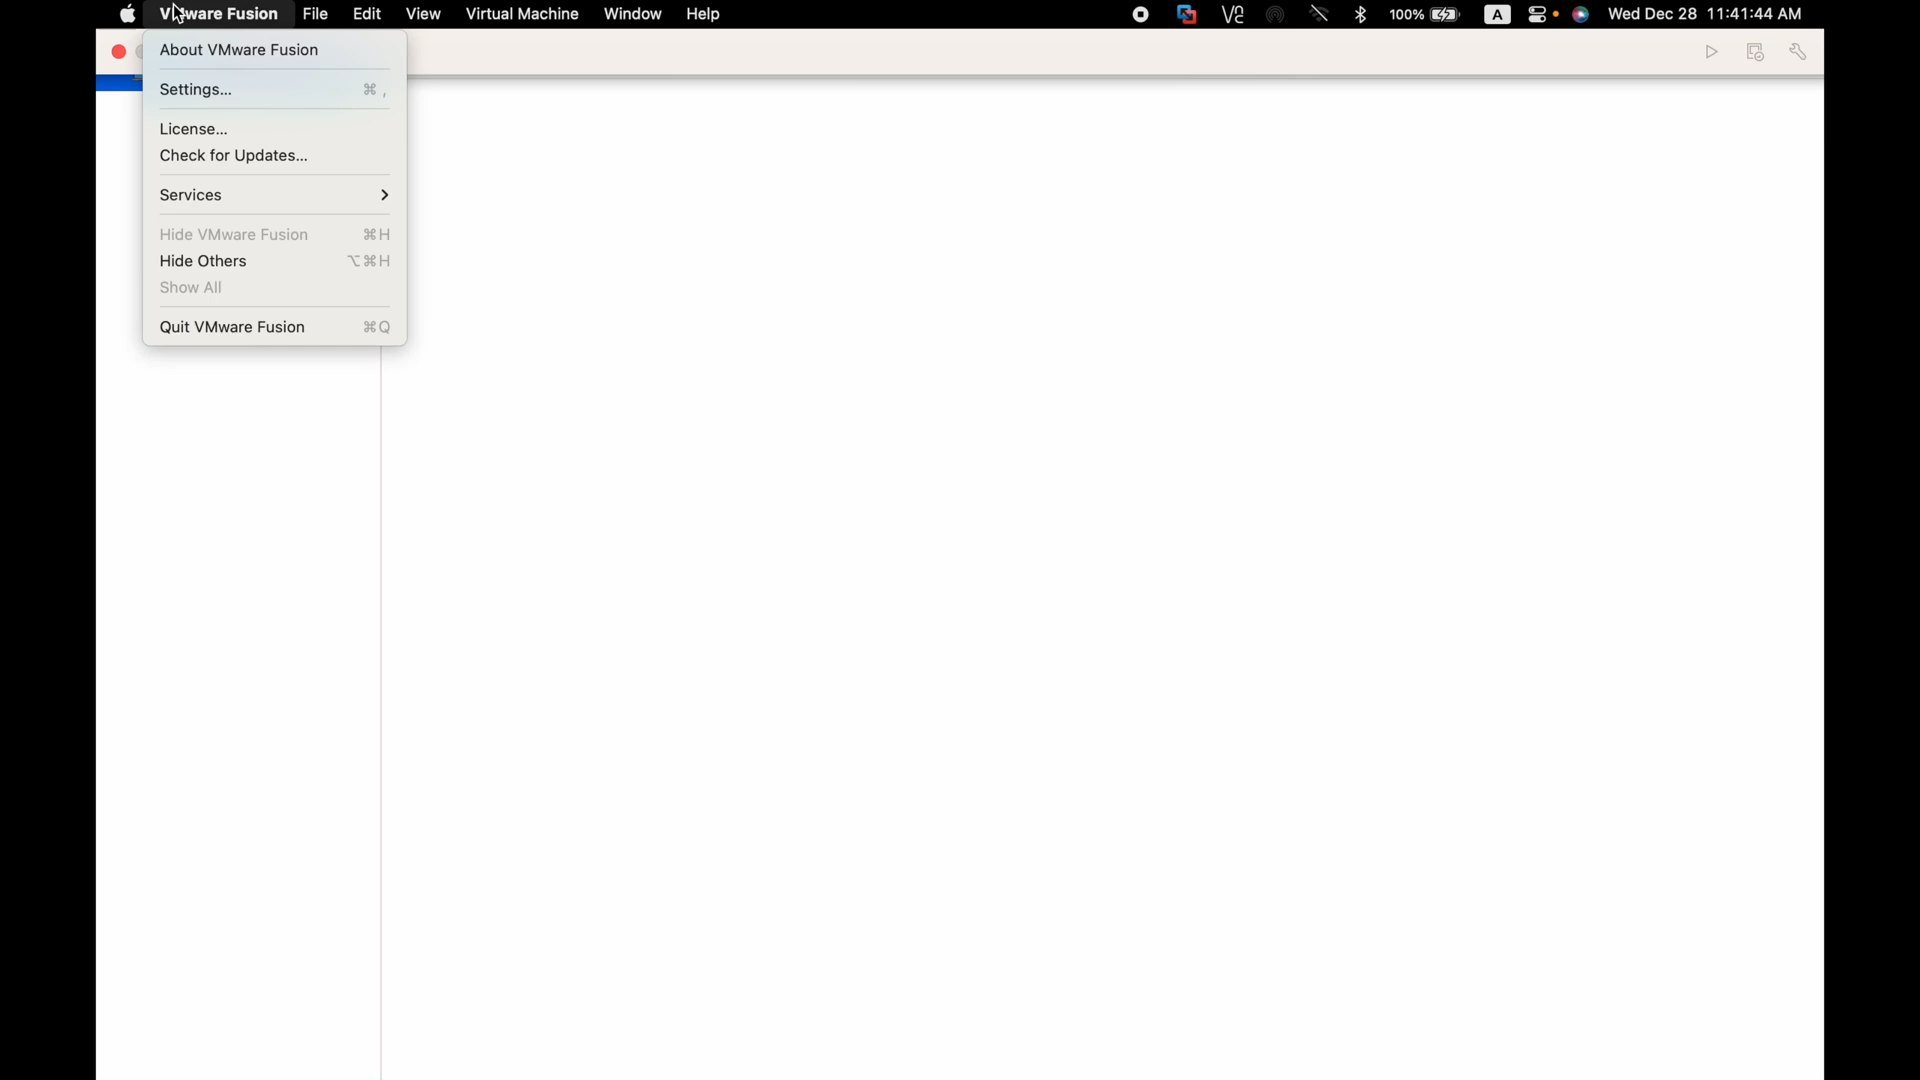 VMware Fusion File Edit View Virtual Machine Window Help 100% A Wed Dec 28 11:41:44 AM
About VMware Fusion
Settings... ⌘ ,
License...
Check for Updates...
Services
Hide VMware Fusion ⌘H
Hide Others ⌥⌘H
Show All
Quit VMware Fusion ⌘Q